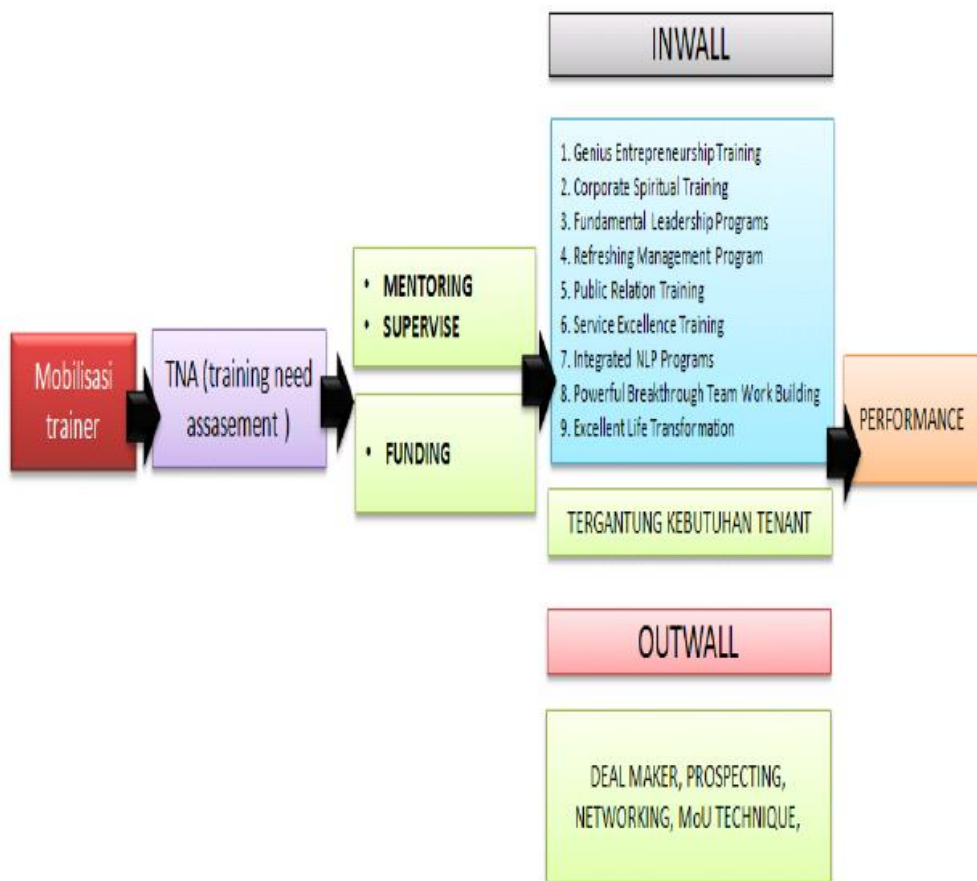 Mobilisasi
trainer
TNA (training need
assasement )
• MENTORING
• SUPERVISE
• FUNDING
INWALL
1. Genius Entrepreneurship Training
2. Corporate Spiritual Training
3. Fundamental Leadership Programs
4. Refreshing Management Program
5. Public Relation Training
6. Service Excellence Training
7. Integrated NLP Programs
8. Powerful Breakthrough Team Work Building
9. Excellent Life Transformation
TERGANTUNG KEBUTUHAN TENANT
OUTWALL
DEAL MAKER, PROSPECTING,
NETWORKING, MoU TECHNIQUE,
PERFORMANCE